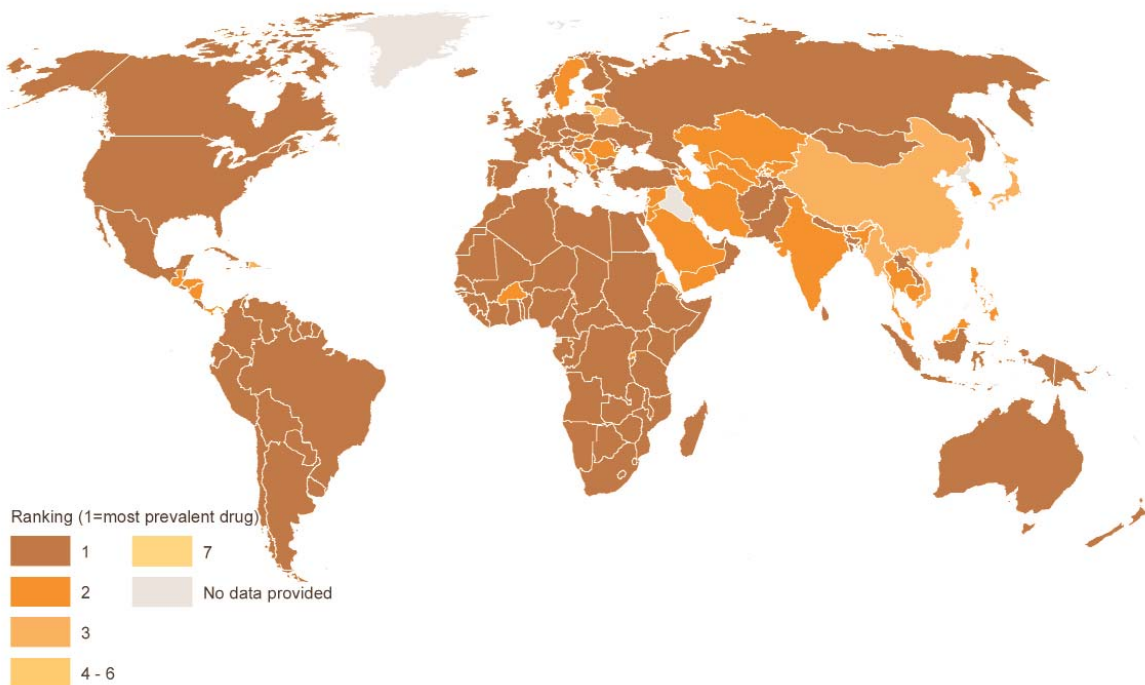 Ranking (1=most prevalent drug)
1
7
2
No data provided
3
4 - 6